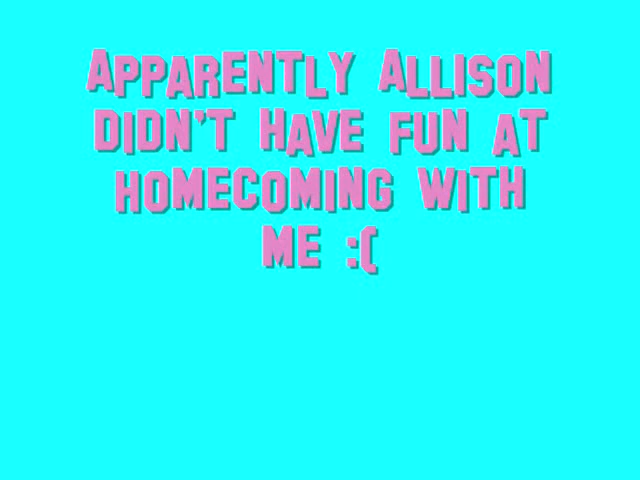 APPARENTLY ALLISON
DIDN'T HAVE FUN AT
HOMECOMING WITH
ME :(